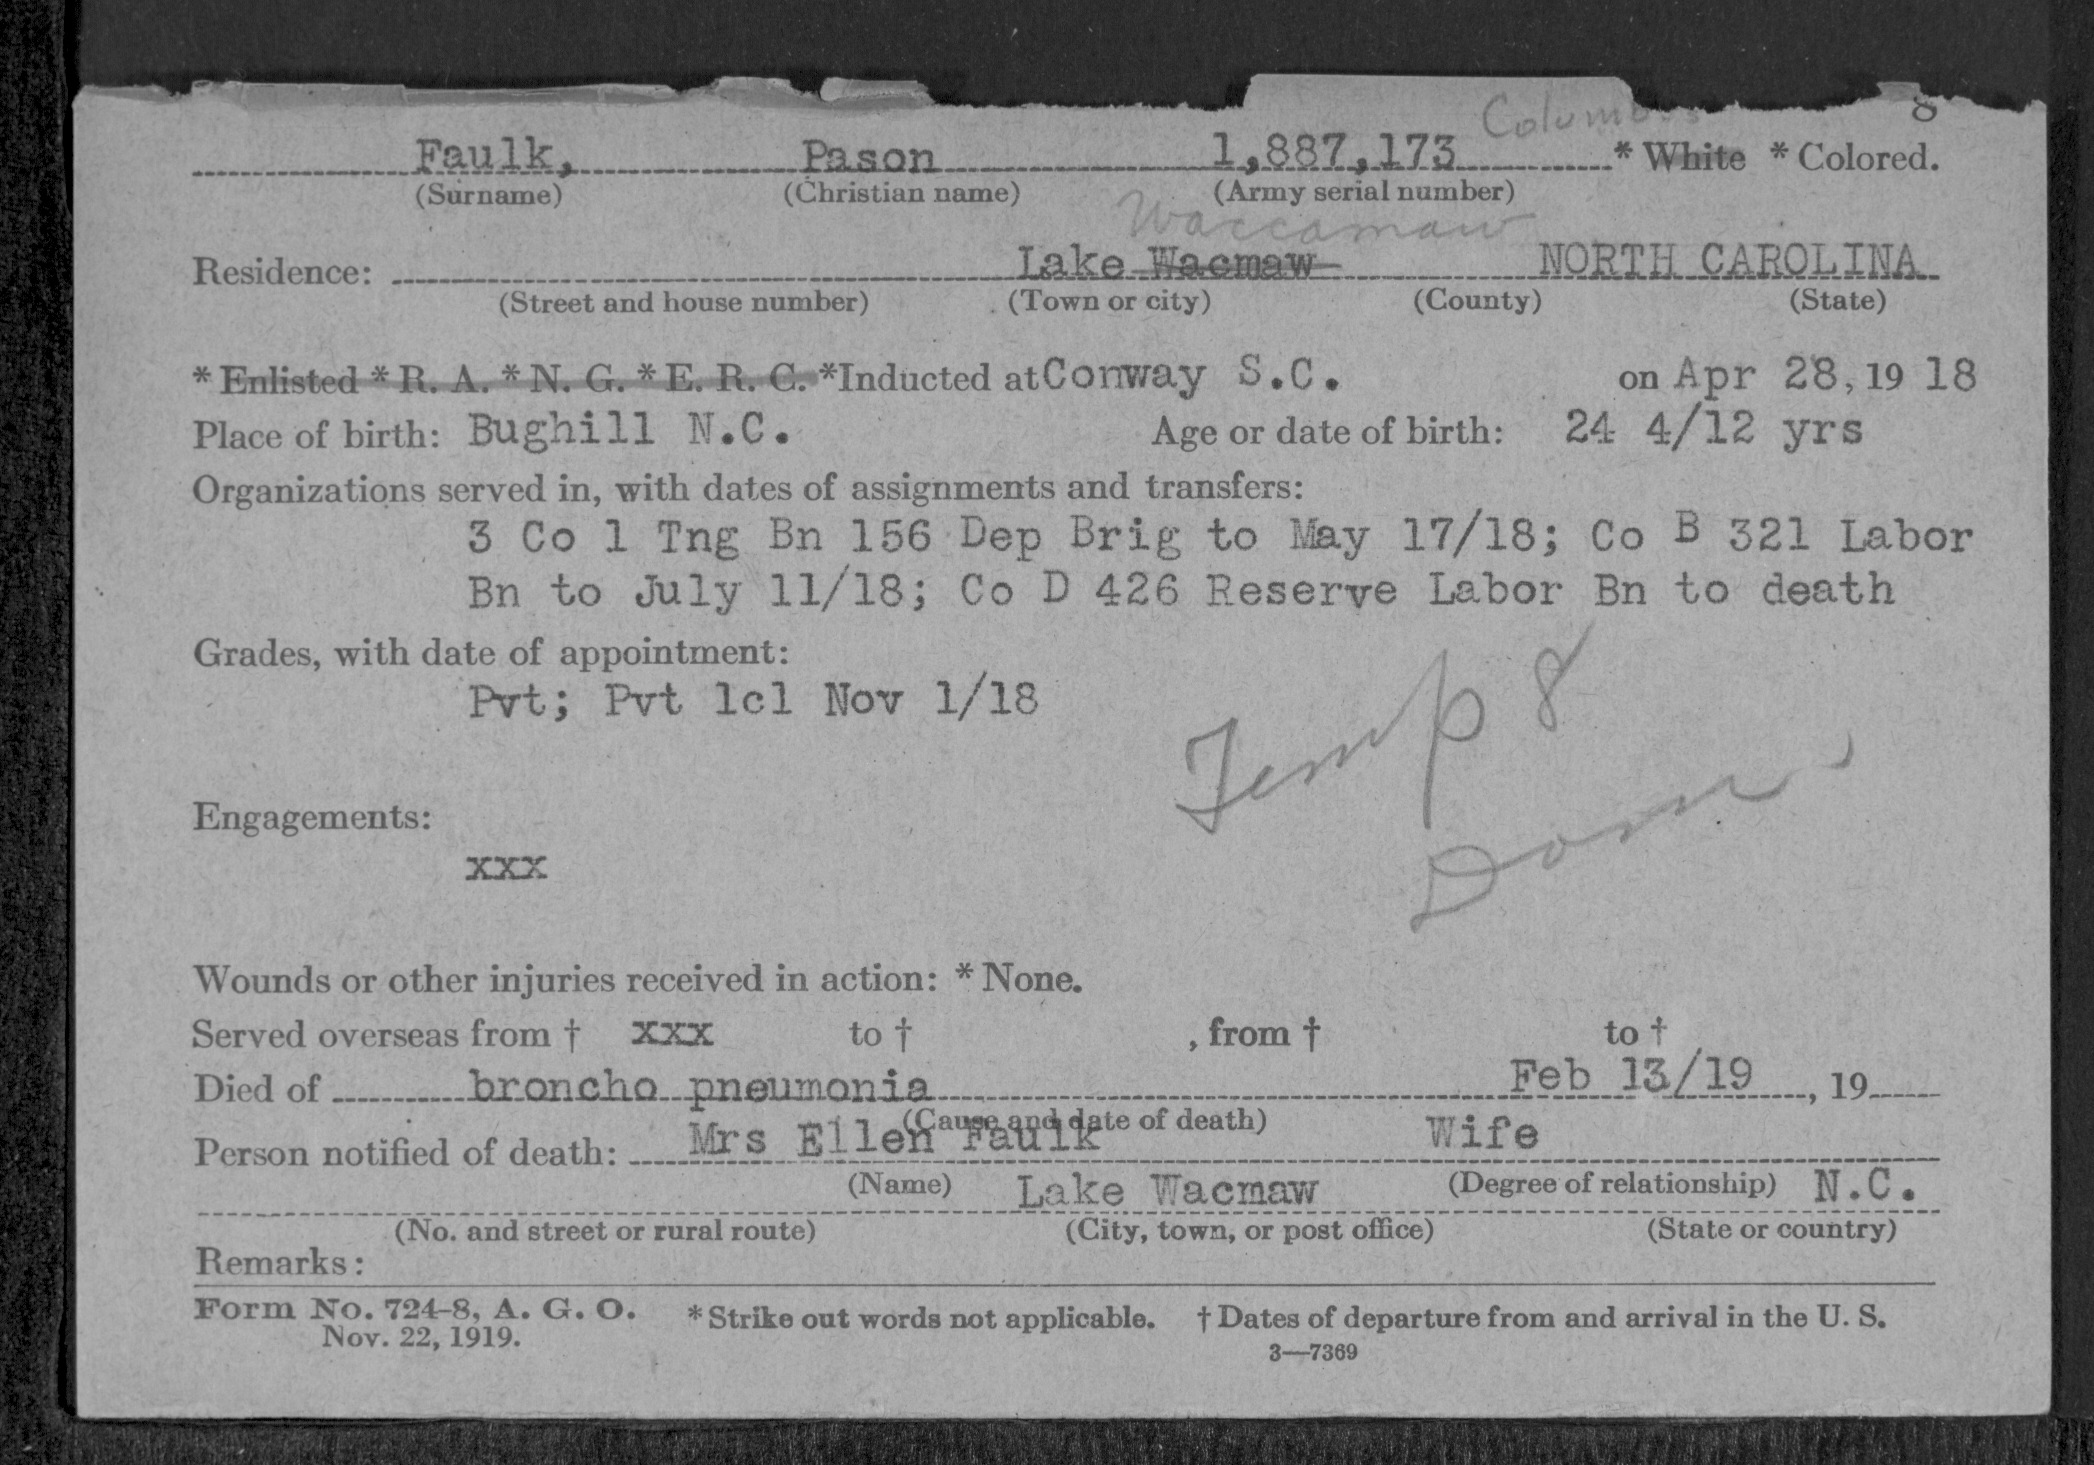 8
Columbus
Faulk, Pason 1,887,173 * White * Colored.
(Surname) (Christian name) (Army serial number)
Waccamaw
Residence: Lake Wacmaw NORTH CAROLINA
(Street and house number) (Town or city) (County) (State)
* Enlisted * R. A. * N. G. * E. R. C. *Inducted at Conway S.C. on Apr 28, 19 18
Place of birth: Bughill N.C. Age or date of birth: 24 4/12 yrs
Organizations served in, with dates of assignments and transfers:
3 Co 1 Tng Bn 156 Dep Brig to May 17/18; Co B 321 Labor
Bn to July 11/18; Co D 426 Reserve Labor Bn to death
Grades, with date of appointment:
Pvt; Pvt 1cl Nov 1/18
Temp 8
Dom
Engagements:
xxx
Wounds or other injuries received in action: * None.
Served overseas from † xxx to † , from † to †
Died of broncho pneumonia Feb 13/19, 19
(Cause and date of death)
Person notified of death: Mrs Ellen Faulk Wife
(Name) (Degree of relationship)
Lake Wacmaw N.C.
(No. and street or rural route) (City, town, or post office) (State or country)
Remarks:
Form No. 724-8, A. G. O. * Strike out words not applicable. † Dates of departure from and arrival in the U. S.
Nov. 22, 1919. 3—7369